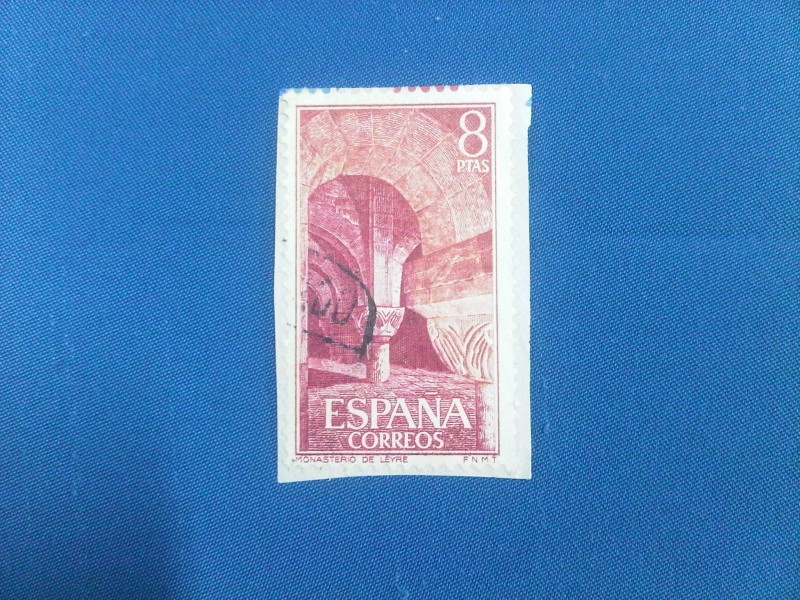 8
PTAS
ESPAÑA
CORREOS
MONASTERIO DE LEYRE F.N.M.T